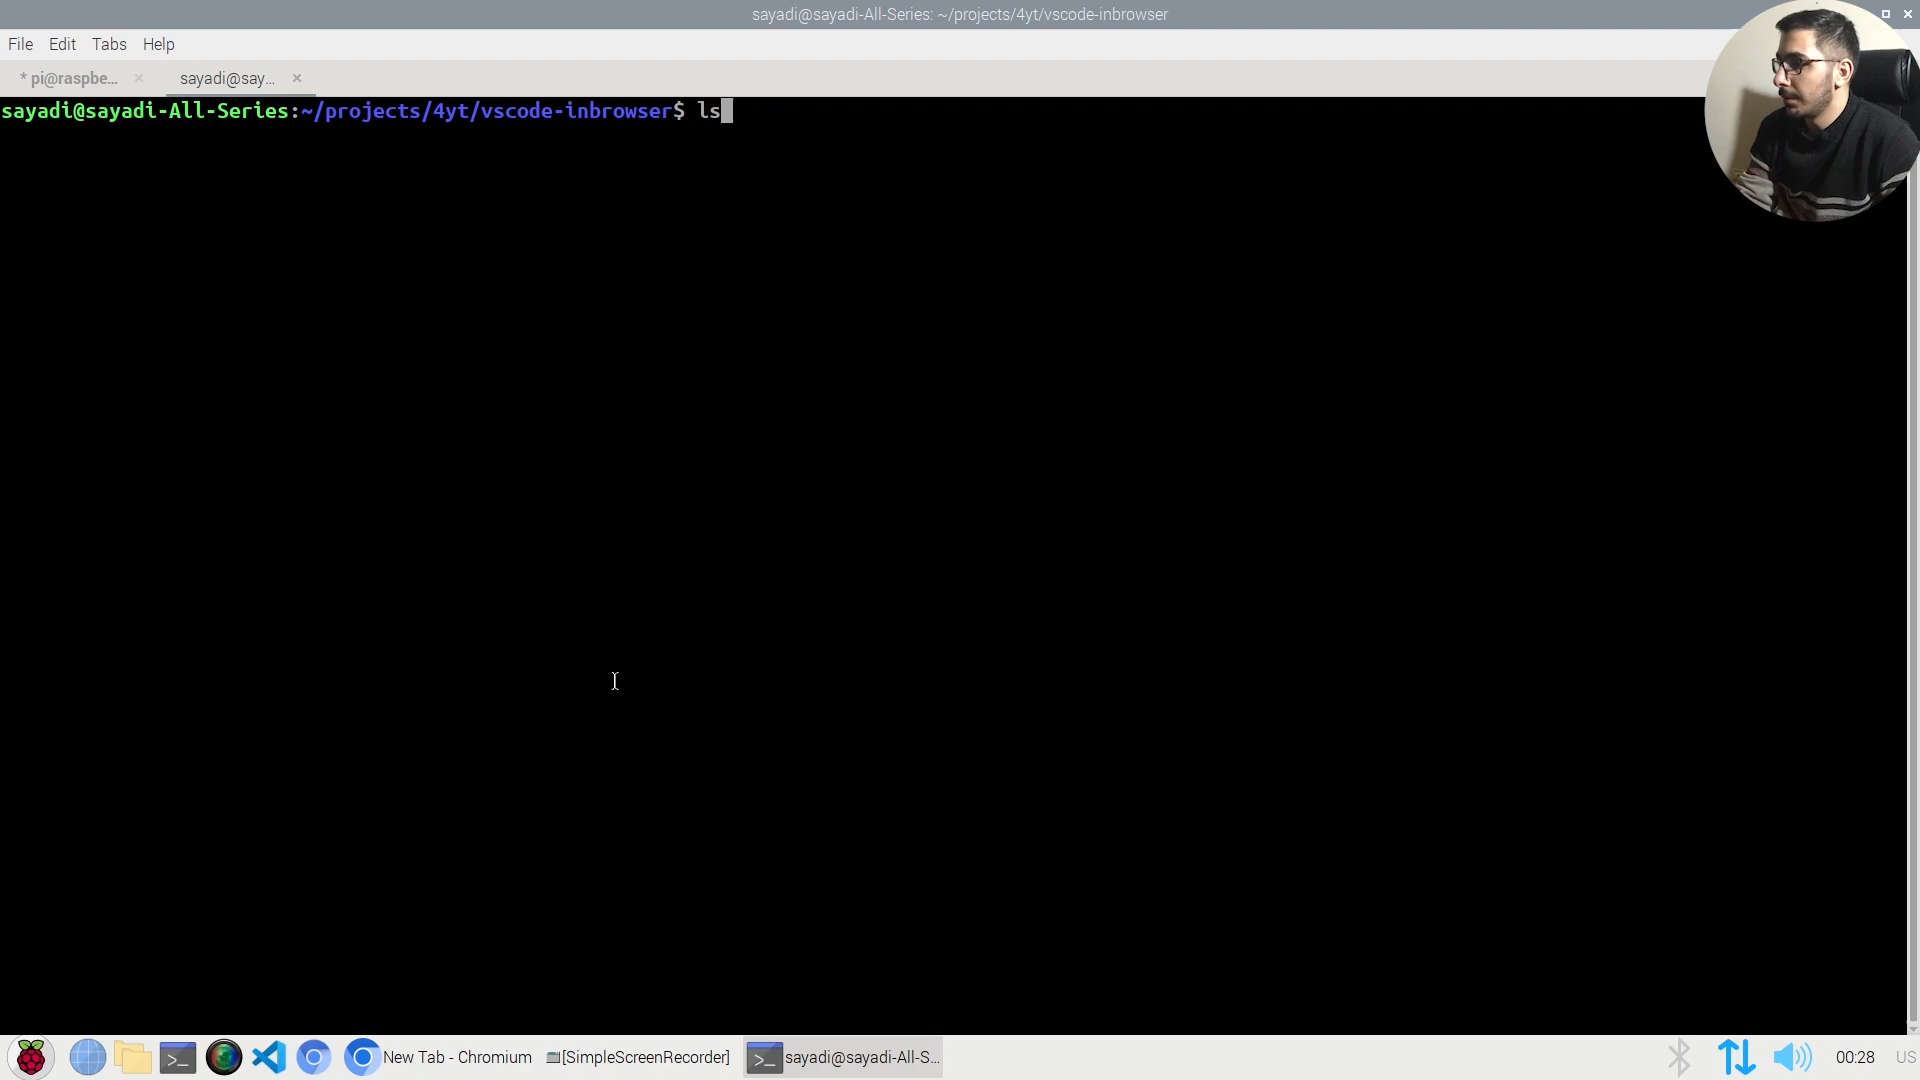 sayadi@sayadi-All-Series: ~/projects/4yt/vscode-inbrowser
File Edit Tabs Help
* pi@raspbe... sayadi@say...
sayadi@sayadi-All-Series:~/projects/4yt/vscode-inbrowser$ ls
New Tab - Chromium [SimpleScreenRecorder] sayadi@sayadi-All-S... 00:28 US